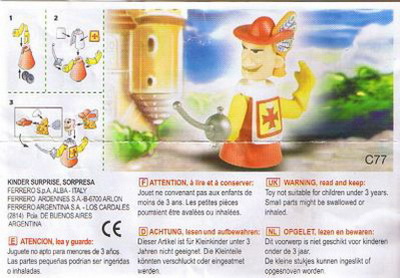 1
2
3
C77
KINDER SURPRISE, SORPRESA
FERRERO S.p.A. ALBA - ITALY
FERRERO ARDENNES S.A.-B-6700 ARLON
FERRERO ARGENTINA S.A. - LOS CARDALES
(2814) Pcia. DE BUENOS AIRES
ARGENTINA.
CE
E ATENCION, lea y guarde:
Juguete no apto para menores de 3 años.
Las partes pequeñas podrían ser ingeridas
o inhaladas.
F ATTENTION, à lire et à conserver:
Jouet ne convenant pas aux enfants de
moins de 3 ans. Les petites pièces
pourraient être avalées ou inhalées.
D ACHTUNG, lesen und aufbewahren:
Dieser Artikel ist für Kleinkinder unter 3
Jahren nicht geeignet. Die Kleinteile
könnten verschluckt oder eingeatmet
werden.
UK WARNING, read and keep:
Toy not suitable for children under 3 years.
Small parts might be swallowed or
inhaled.
NL OPGELET, lezen en bewaren:
Dit voorwerp is niet geschikt voor kinderen
onder de 3 jaar.
De kleine stukjes kunnen ingeslikt of
opgesnoven worden.